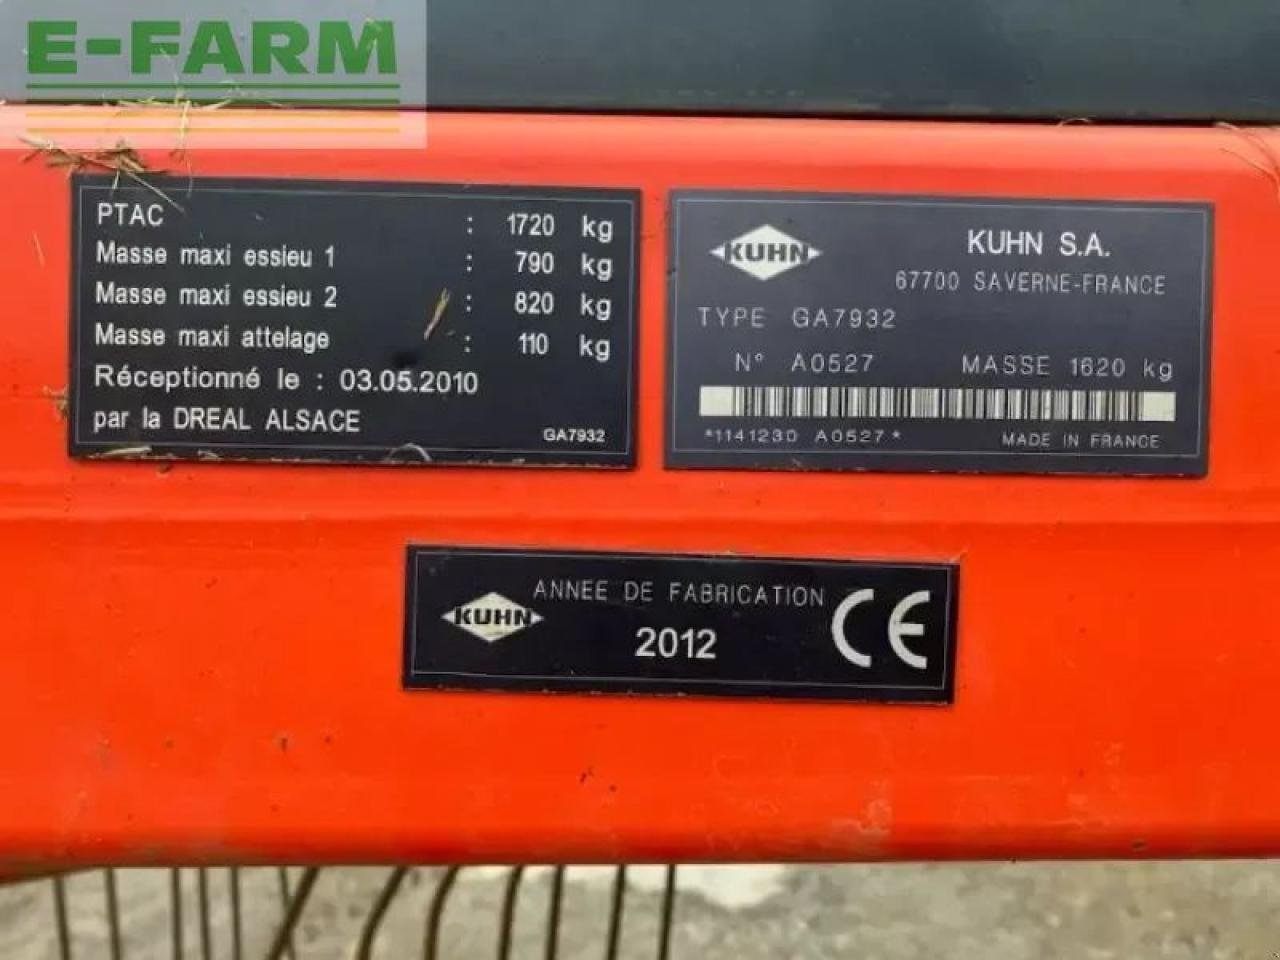 E-FARM
PTAC : 1720 kg
Masse maxi essieu 1 : 790 kg
Masse maxi essieu 2 : 820 kg
Masse maxi attelage : 110 kg
Réceptionné le : 03.05.2010
par la DREAL ALSACE
GA7932
KUHN
KUHN S.A.
67700 SAVERNE-FRANCE
TYPE GA7932
N° A0527 MASSE 1620 kg
*1141230 A0527*
MADE IN FRANCE
KUHN
ANNEE DE FABRICATION
2012
CE